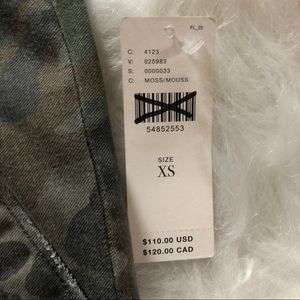 FL_20
C: 4123
V: 025983
S: 0000033
C: MOSS/MOUSS
54852553
SIZE
XS
$110.00 USD
$120.00 CAD